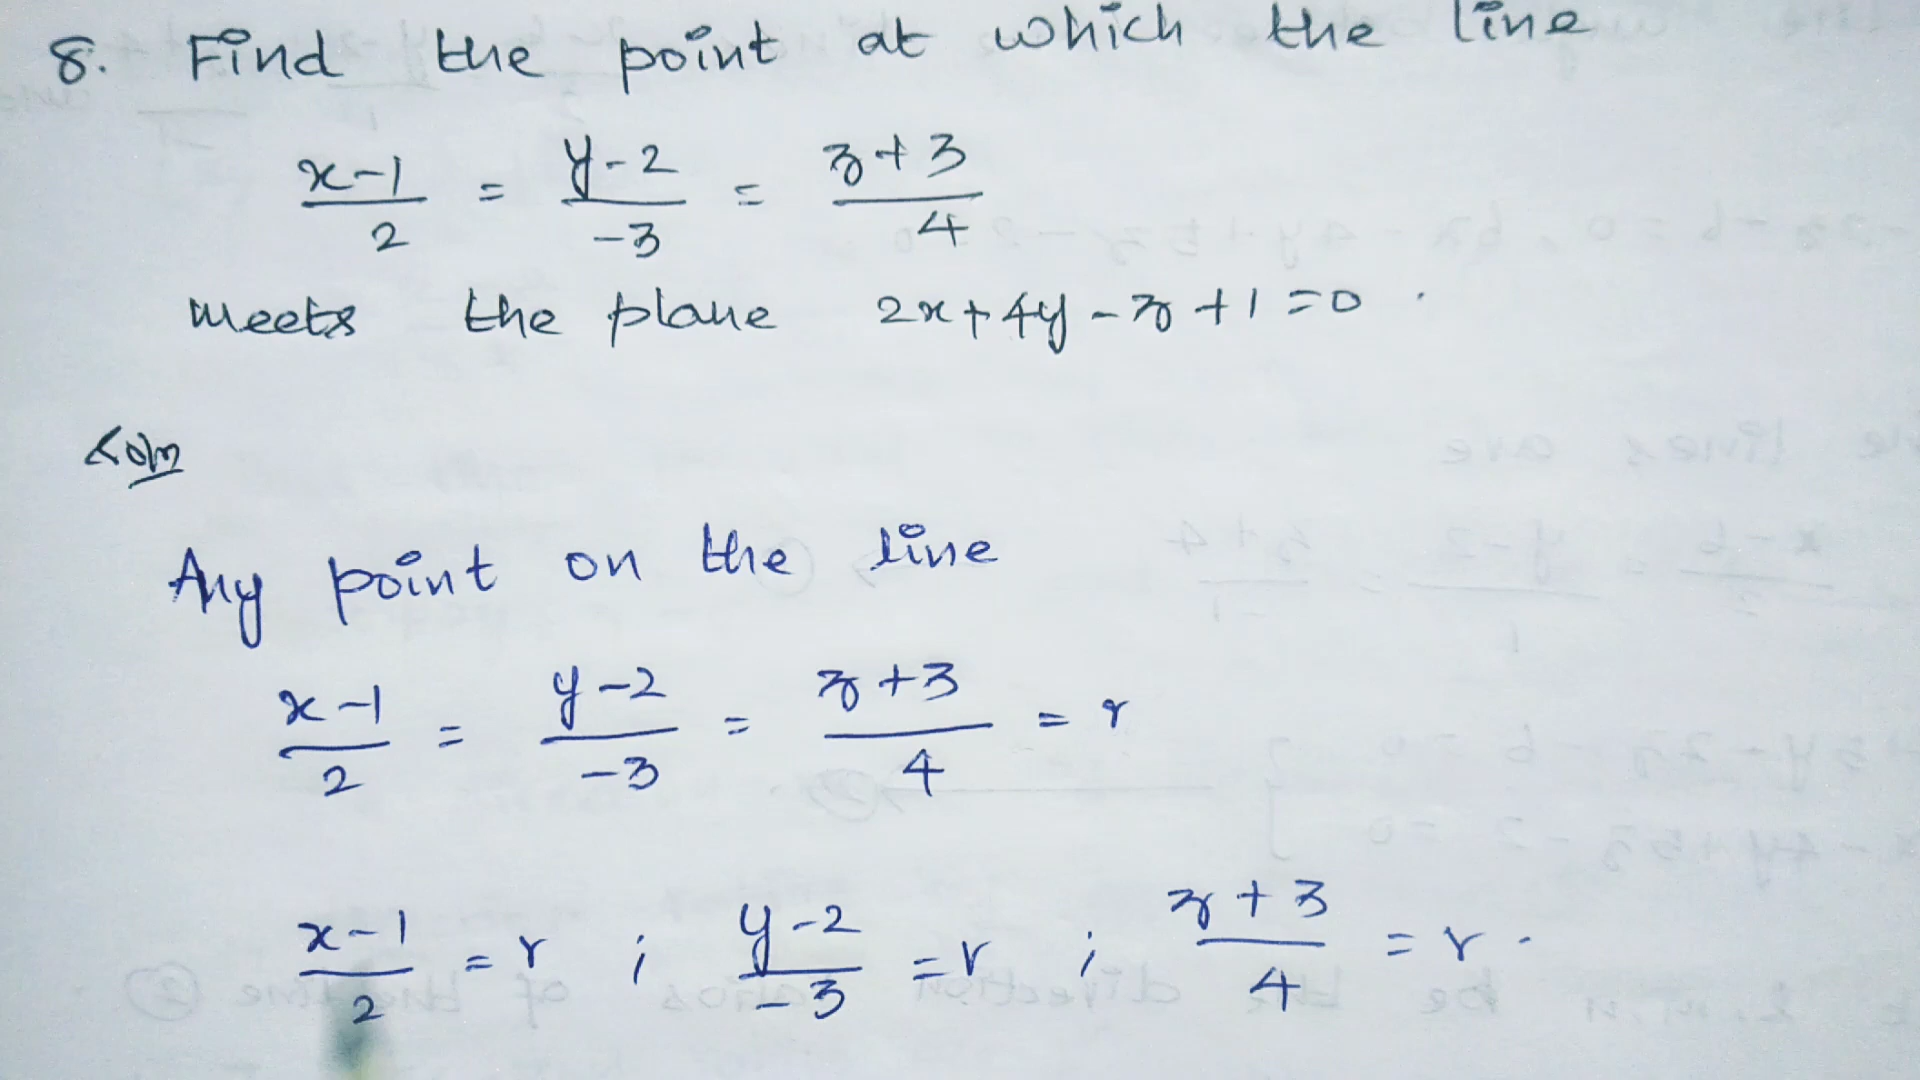 8. Find the point at which the line
x-1/2 = y-2/-3 = z+3/4
meets the plane 2x+4y-z+1=0.
Soln
Any point on the line
x-1/2 = y-2/-3 = z+3/4 = r
x-1/2 = r ; y-2/-3 = r ; z+3/4 = r.